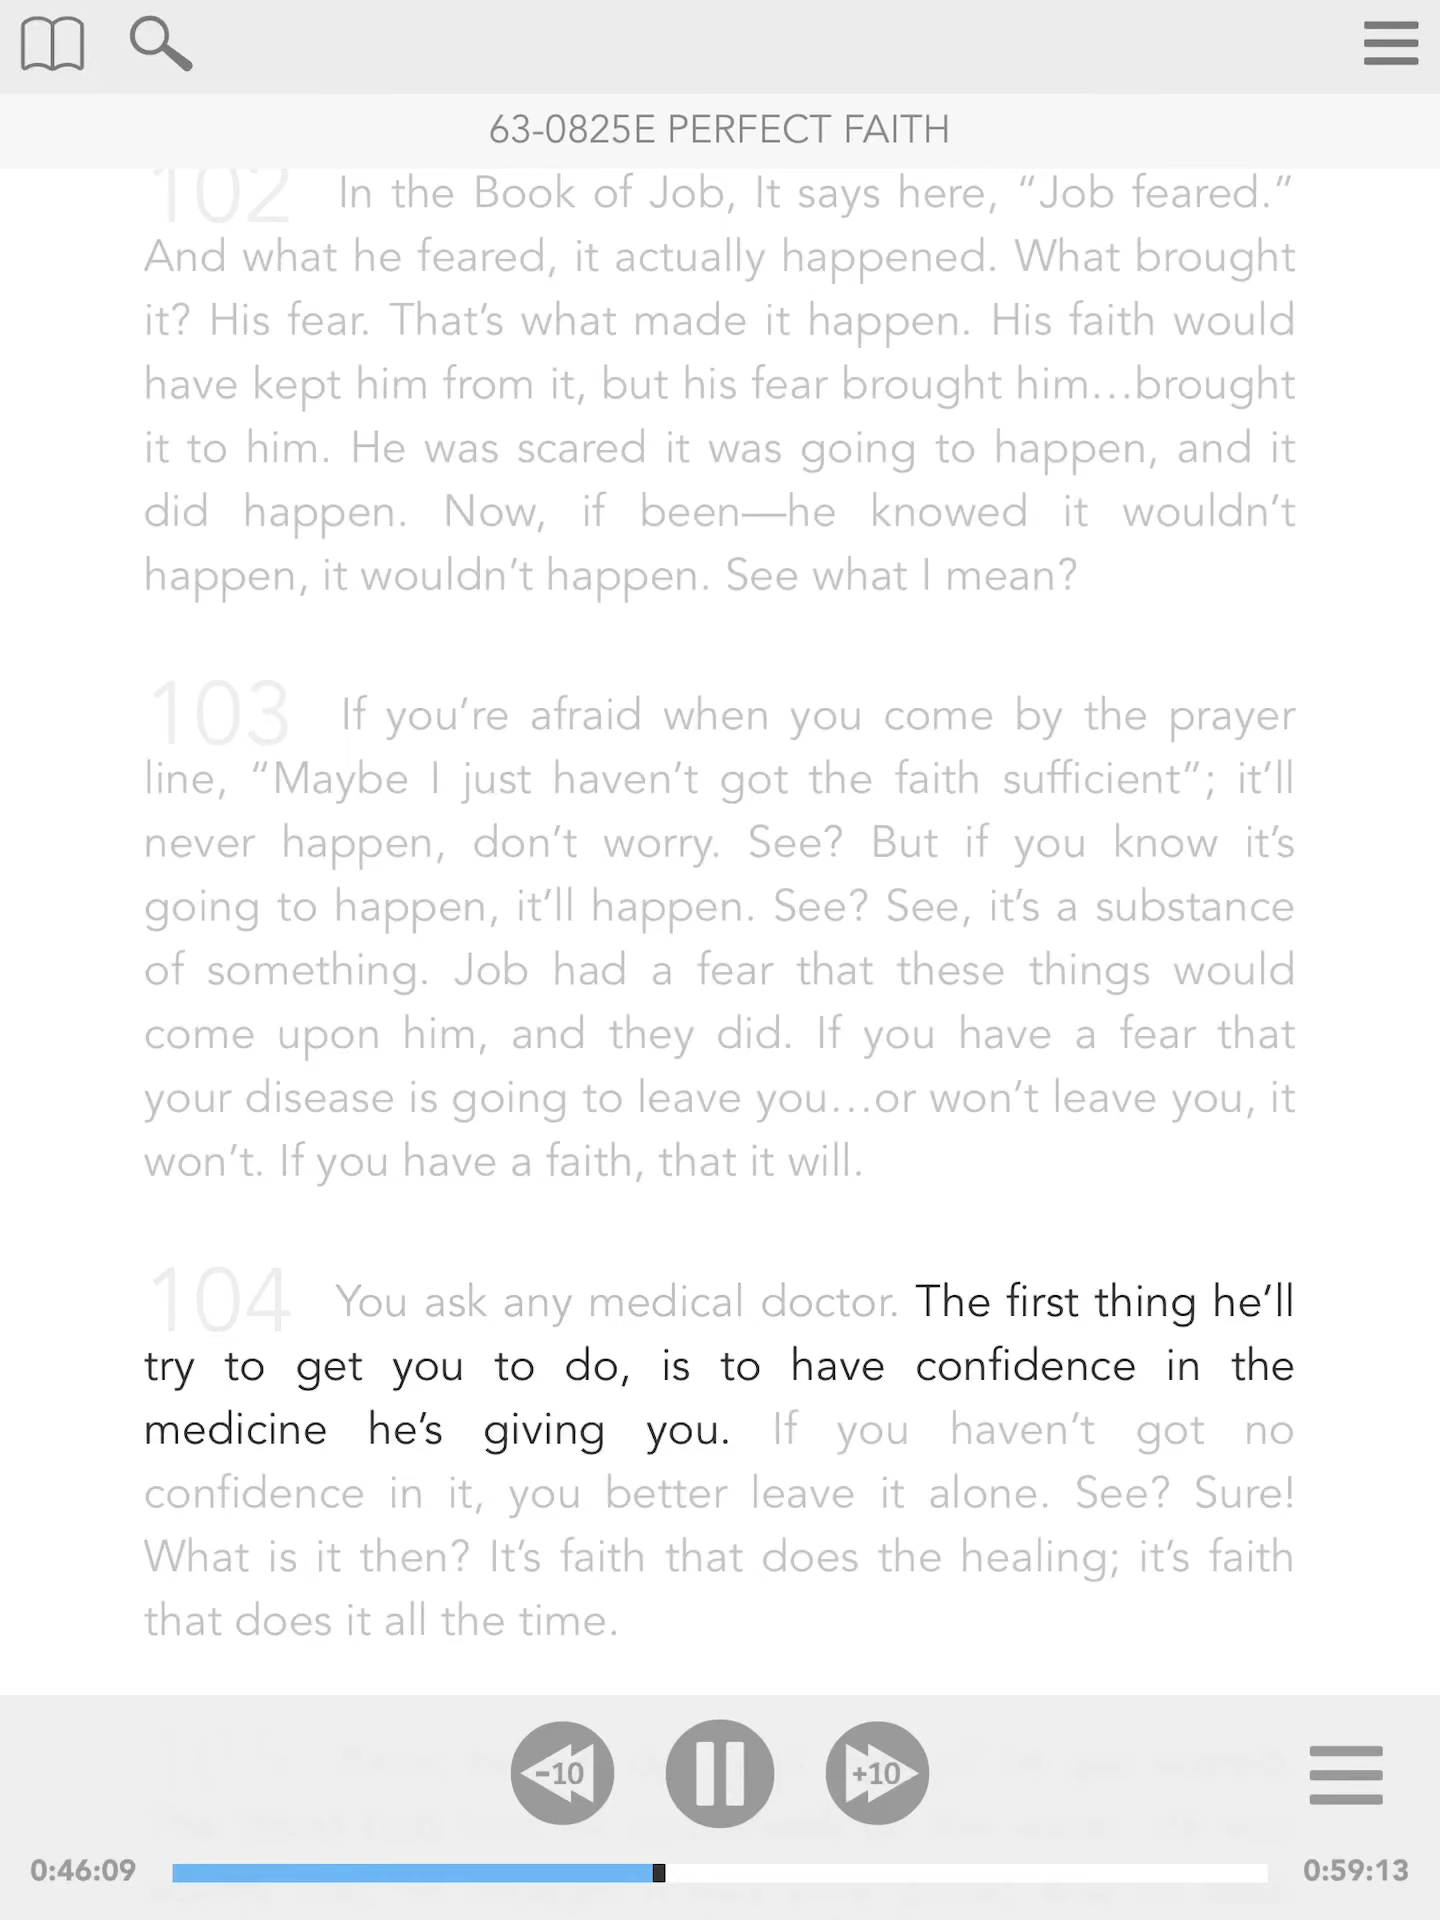 63-0825E PERFECT FAITH
102 In the Book of Job, It says here, “Job feared.”
And what he feared, it actually happened. What brought
it? His fear. That’s what made it happen. His faith would
have kept him from it, but his fear brought him…brought
it to him. He was scared it was going to happen, and it
did happen. Now, if been—he knowed it wouldn’t
happen, it wouldn’t happen. See what I mean?
103 If you’re afraid when you come by the prayer
line, “Maybe I just haven’t got the faith sufficient”; it’ll
never happen, don’t worry. See? But if you know it’s
going to happen, it’ll happen. See? See, it’s a substance
of something. Job had a fear that these things would
come upon him, and they did. If you have a fear that
your disease is going to leave you…or won’t leave you, it
won’t. If you have a faith, that it will.
104 You ask any medical doctor. The first thing he’ll
try to get you to do, is to have confidence in the
medicine he’s giving you. If you haven’t got no
confidence in it, you better leave it alone. See? Sure!
What is it then? It’s faith that does the healing; it’s faith
that does it all the time.
-10 +10
0:46:09 0:59:13